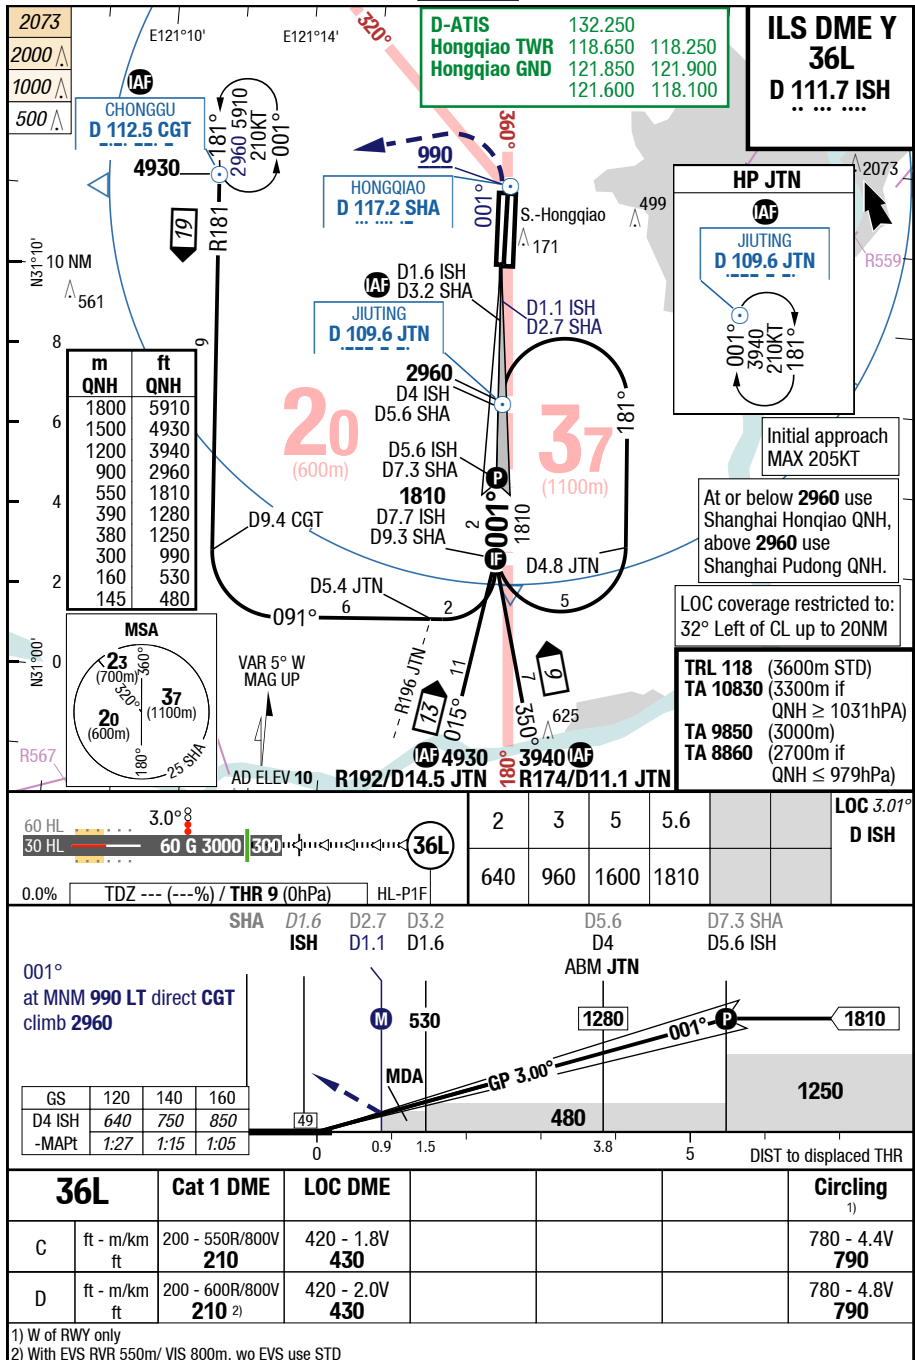 2073
2000
1000
500
E121°10'
E121°14'
320°
D-ATIS 132.250
Hongqiao TWR 118.650 118.250
Hongqiao GND 121.850 121.900
121.600 118.100
ILS DME Y
36L
D 111.7 ISH
IAF
CHONGGU
D 112.5 CGT
4930
181°
2960 5910
210KT
001°
990
360°
HONGQIAO
D 117.2 SHA
001°
S.-Hongqiao
171
499
2073
HP JTN
IAF
JIUTING
D 109.6 JTN
001°
3940
210KT
181°
R559
19
R181
N31°10'
10 NM
561
8
6
4
2
0
N31°00'
9
IAF
D1.6 ISH
D3.2 SHA
JIUTING
D 109.6 JTN
D1.1 ISH
D2.7 SHA
2960
D4 ISH
D5.6 SHA
181°
20
(600m)
37
(1100m)
D5.6 ISH
D7.3 SHA
P
1810
D7.7 ISH
D9.3 SHA
2
001°
1810
IF
D4.8 JTN
5
D9.4 CGT
D5.4 JTN
091°
6
2
m ft
QNH QNH
1800 5910
1500 4930
1200 3940
900 2960
550 1810
390 1280
380 1250
300 990
160 530
145 480
Initial approach
MAX 205KT
At or below 2960 use
Shanghai Honqiao QNH,
above 2960 use
Shanghai Pudong QNH.
LOC coverage restricted to:
32° Left of CL up to 20NM
MSA
23
(700m)
360°
320°
37
(1100m)
20
(600m)
180°
25 SHA
R567
VAR 5° W
MAG UP
AD ELEV 10
R196 JTN
13
11
015°
7
9
350°
625
180°
IAF 4930
R192/D14.5 JTN
3940 IAF
R174/D11.1 JTN
TRL 118 (3600m STD)
TA 10830 (3300m if
QNH ≥ 1031hPA)
TA 9850 (3000m)
TA 8860 (2700m if
QNH ≤ 979hPa)
60 HL
30 HL
3.0°
60 G 3000 300
36L
0.0%
TDZ --- (---%) / THR 9 (0hPa)
HL-P1F
2 3 5 5.6
640 960 1600 1810
LOC 3.01°
D ISH
SHA D1.6 D2.7 D3.2 D5.6 D7.3 SHA
ISH D1.1 D1.6 D4 D5.6 ISH
ABM JTN
001°
at MNM 990 LT direct CGT
climb 2960
M
530
1280
001°
P
1810
GP 3.00°
MDA
1250
480
49
GS 120 140 160
D4 ISH 640 750 850
-MAPt 1:27 1:15 1:05
0 0.9 1.5 3.8 5 DIST to displaced THR
36L Cat 1 DME LOC DME Circling
1)
C ft - m/km 200 - 550R/800V 420 - 1.8V 780 - 4.4V
ft 210 430 790
D ft - m/km 200 - 600R/800V 420 - 2.0V 780 - 4.8V
ft 210 2) 430 790
1) W of RWY only
2) With EVS RVR 550m/ VIS 800m, wo EVS use STD